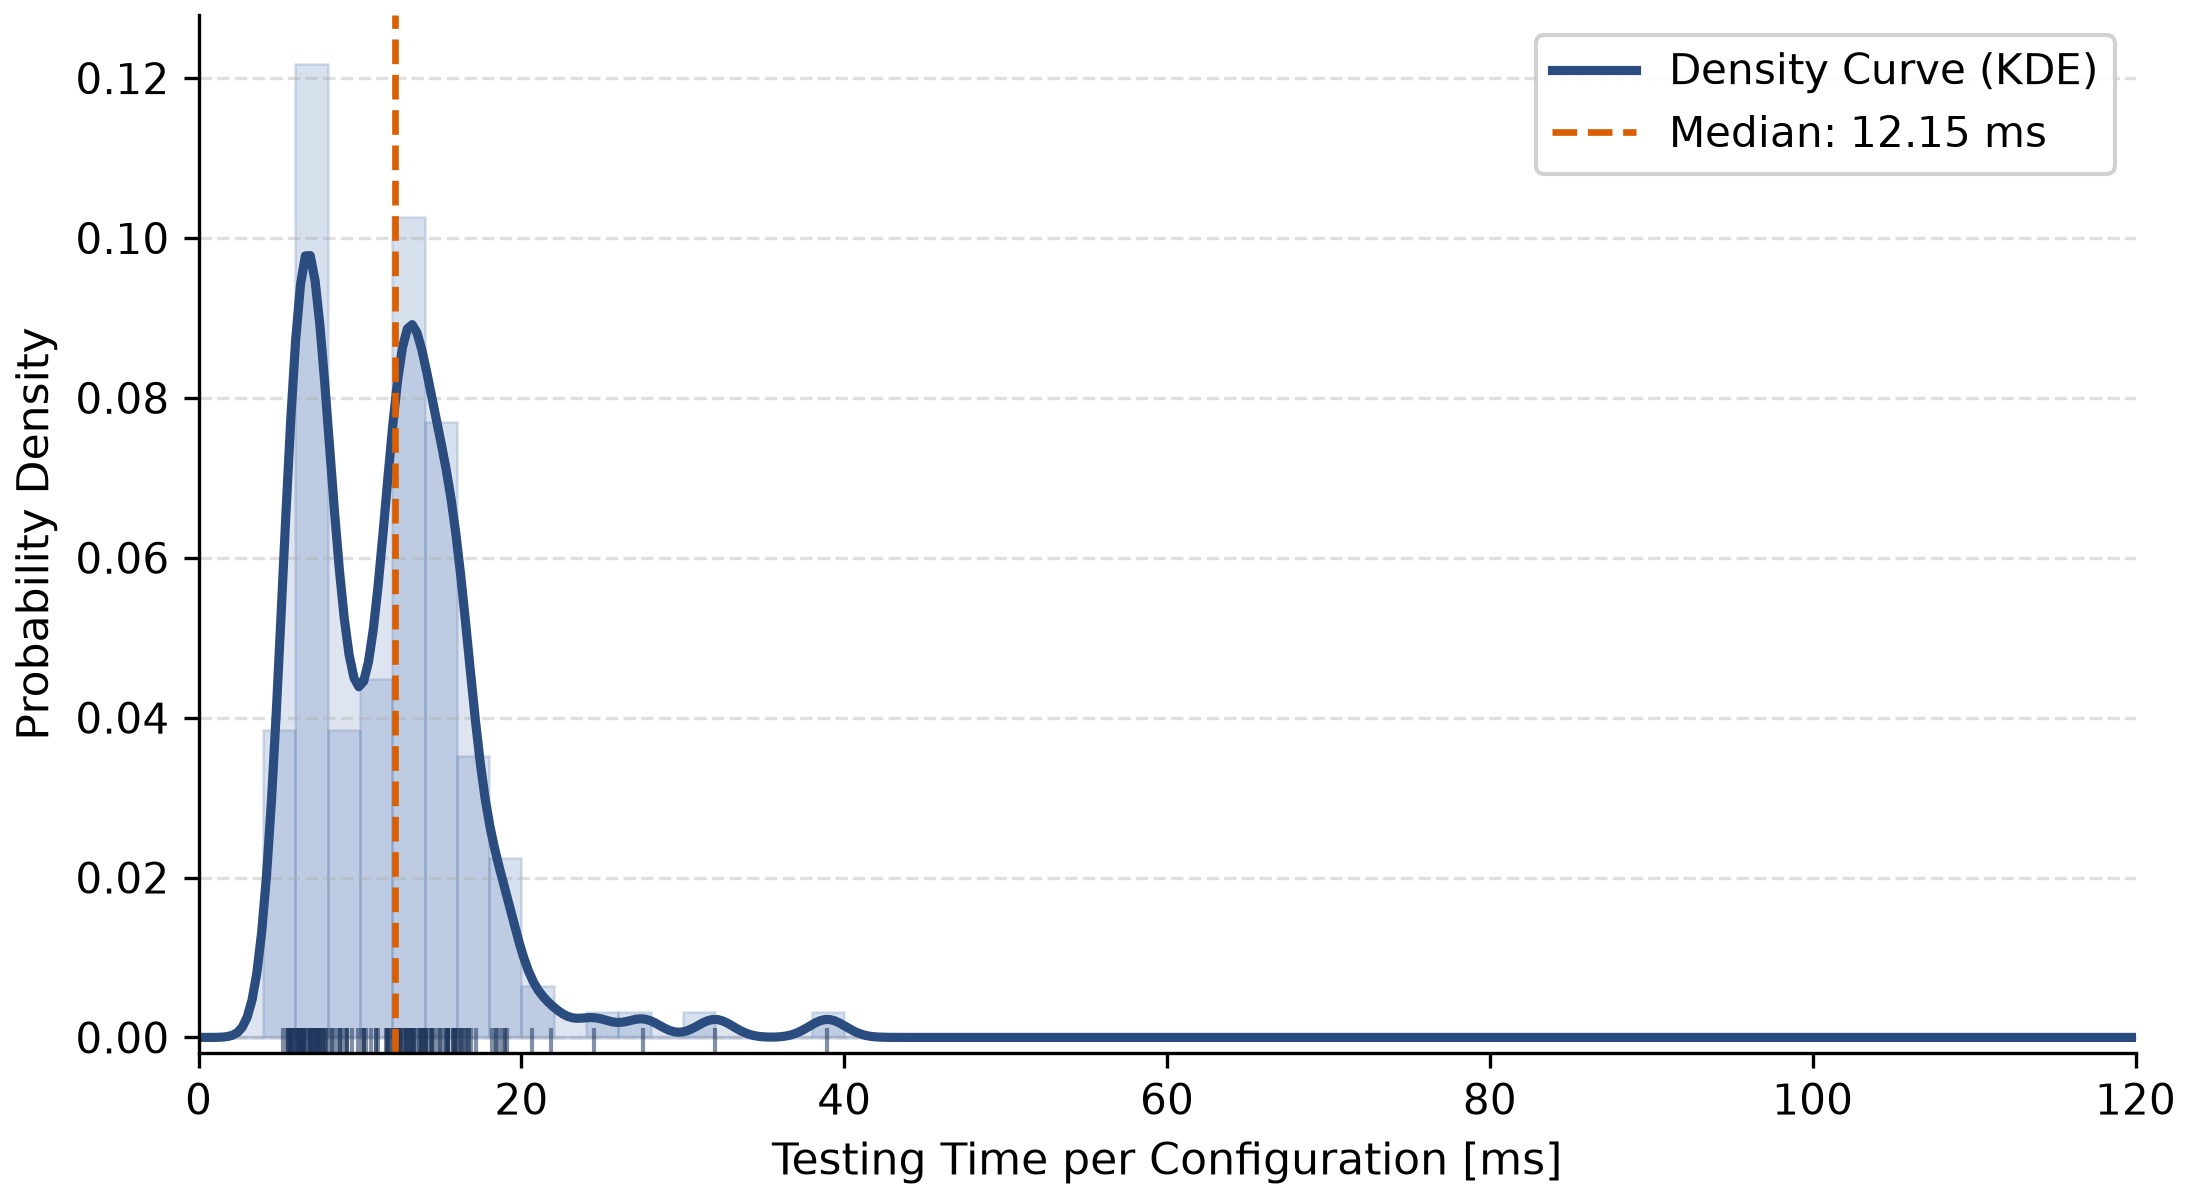 Density Curve (KDE)
Median: 12.15 ms
Probability Density
0.12
0.10
0.08
0.06
0.04
0.02
0.00
0 20 40 60 80 100 120
Testing Time per Configuration [ms]